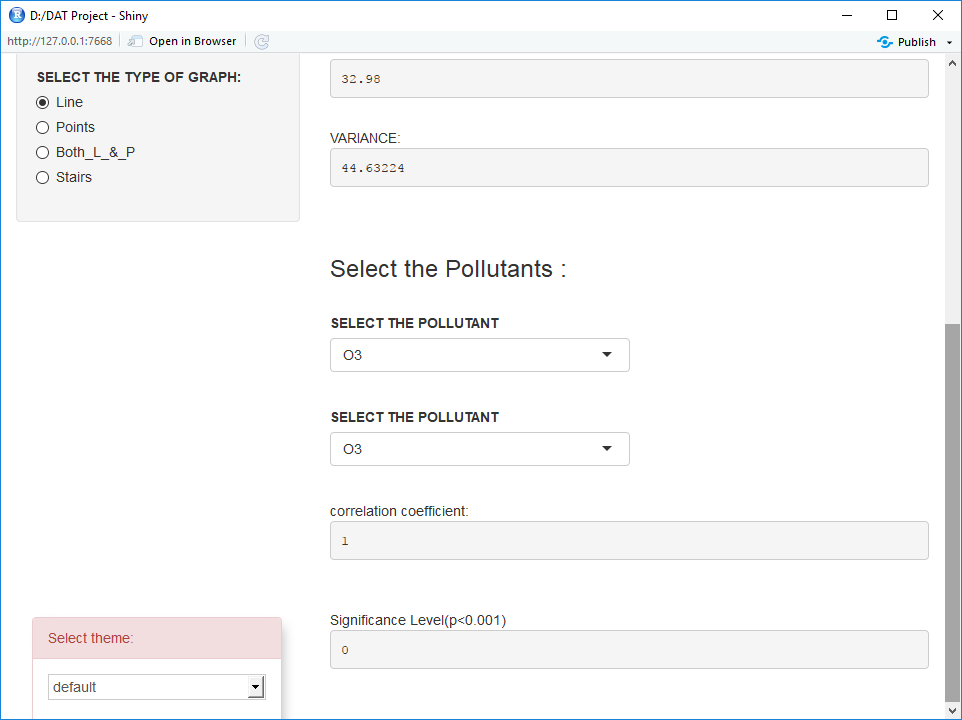 D:/DAT Project - Shiny
http://127.0.0.1:7668 Open in Browser Publish
SELECT THE TYPE OF GRAPH:
Line
Points
Both_L_&_P
Stairs
32.98
VARIANCE:
44.63224
Select the Pollutants :
SELECT THE POLLUTANT
O3
SELECT THE POLLUTANT
O3
correlation coefficient:
1
Significance Level(p<0.001)
0
Select theme:
default